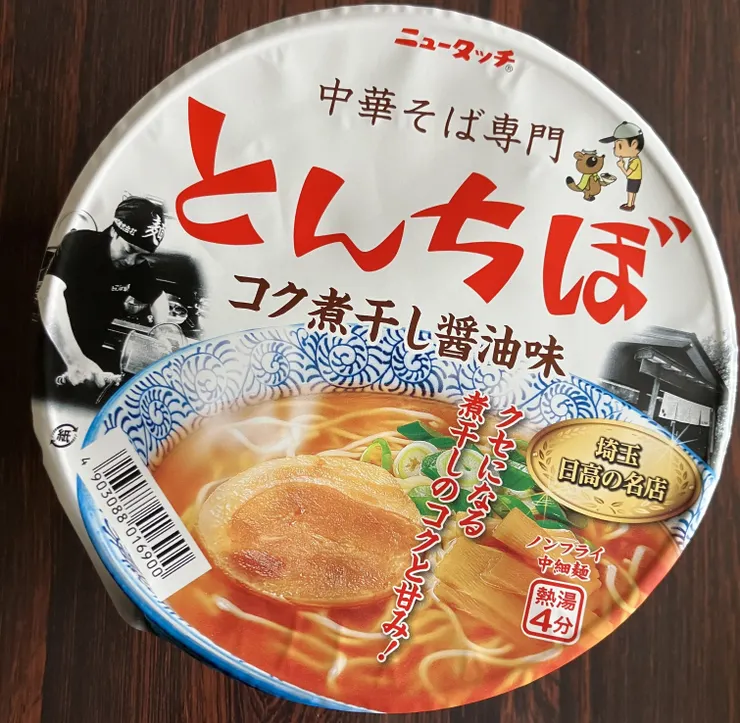 ニュータッチ®
中華そば専門
とんちぼ
コク煮干し醤油味
クセになる
煮干しのコクと甘み!
埼玉
日高の名店
ノンフライ
中細麺
熱湯
4分
紙
4 903088 016900